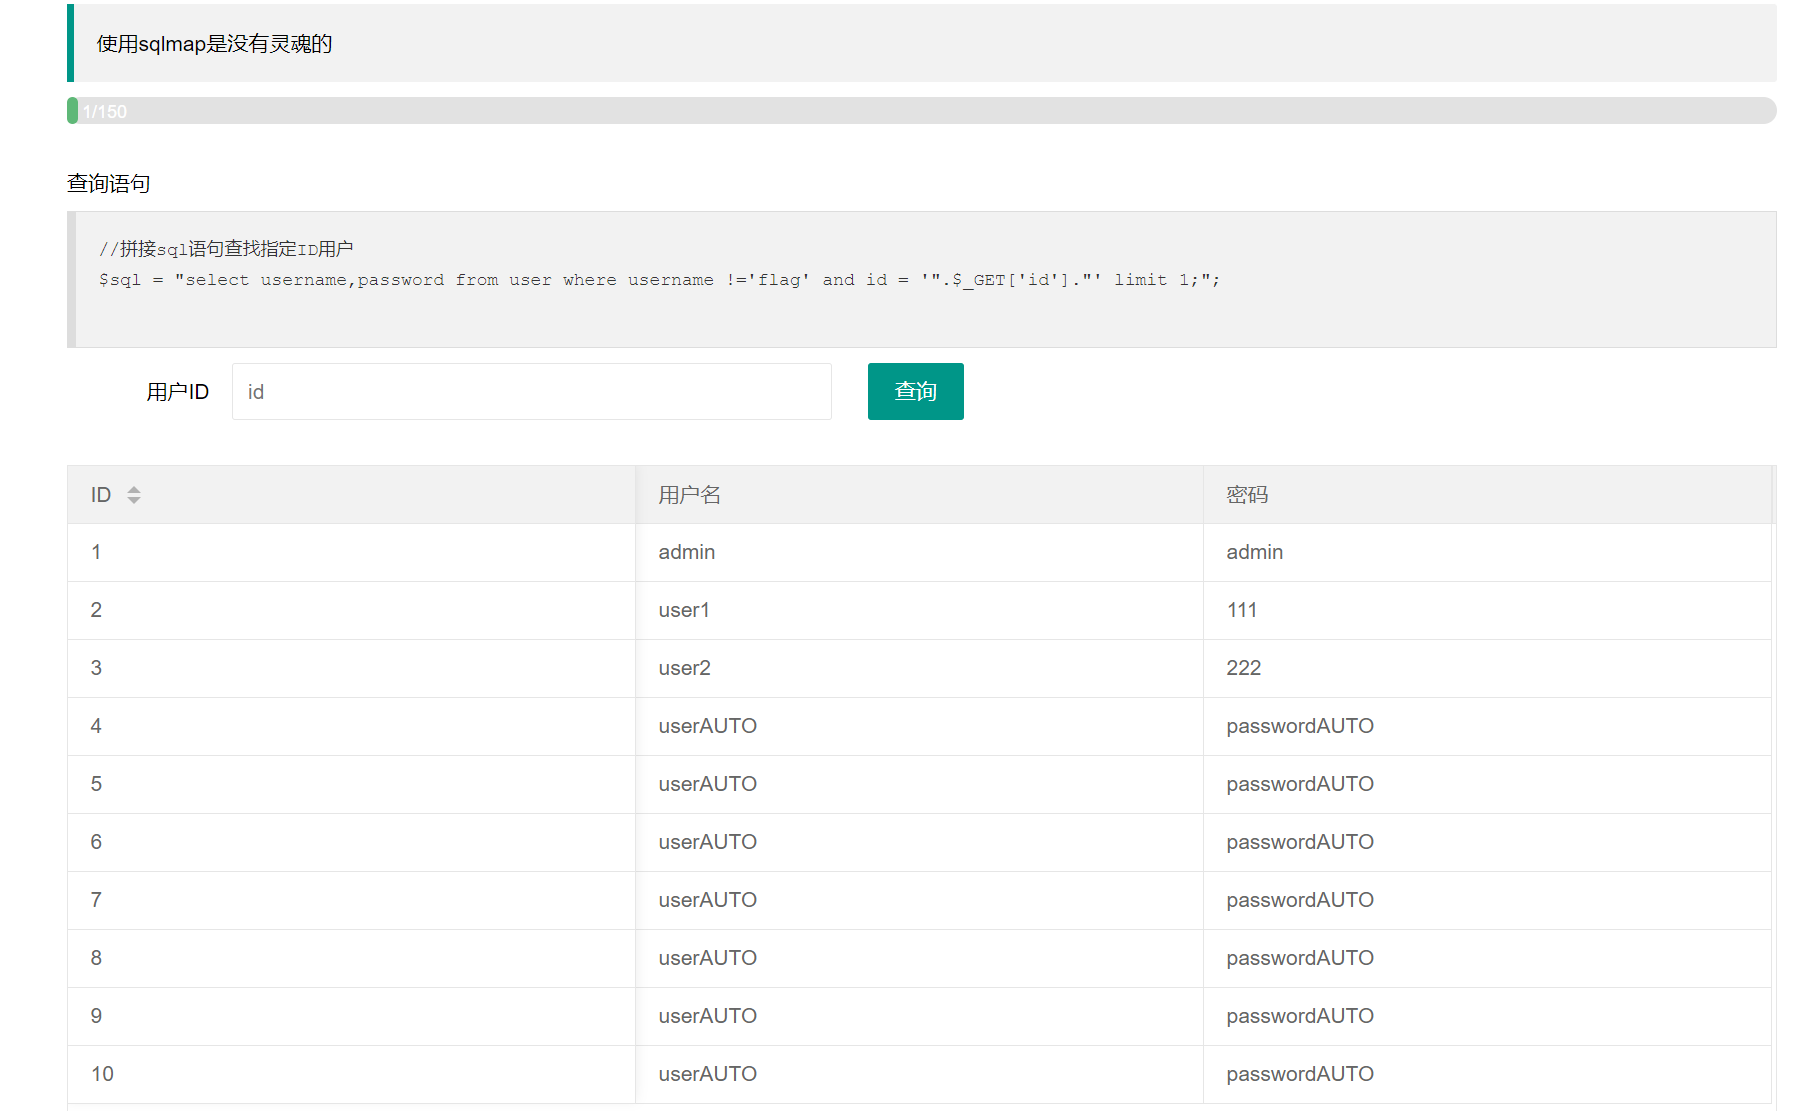 使用sqlmap是没有灵魂的
1/150
查询语句
//拼接sql语句查找指定ID用户
$sql = "select username,password from user where username !='flag' and id = '".$_GET['id']."' limit 1;";
用户ID id 查询
ID 用户名 密码
1 admin admin
2 user1 111
3 user2 222
4 userAUTO passwordAUTO
5 userAUTO passwordAUTO
6 userAUTO passwordAUTO
7 userAUTO passwordAUTO
8 userAUTO passwordAUTO
9 userAUTO passwordAUTO
10 userAUTO passwordAUTO